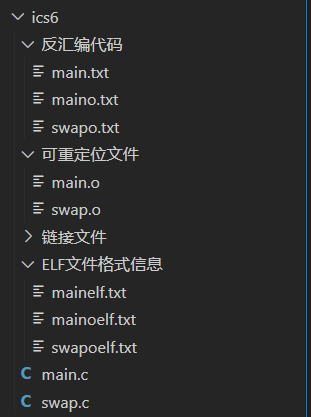 ics6
反汇编代码
main.txt
maino.txt
swapo.txt
可重定位文件
main.o
swap.o
链接文件
ELF文件格式信息
mainelf.txt
mainoelf.txt
swapoelf.txt
C main.c
C swap.c